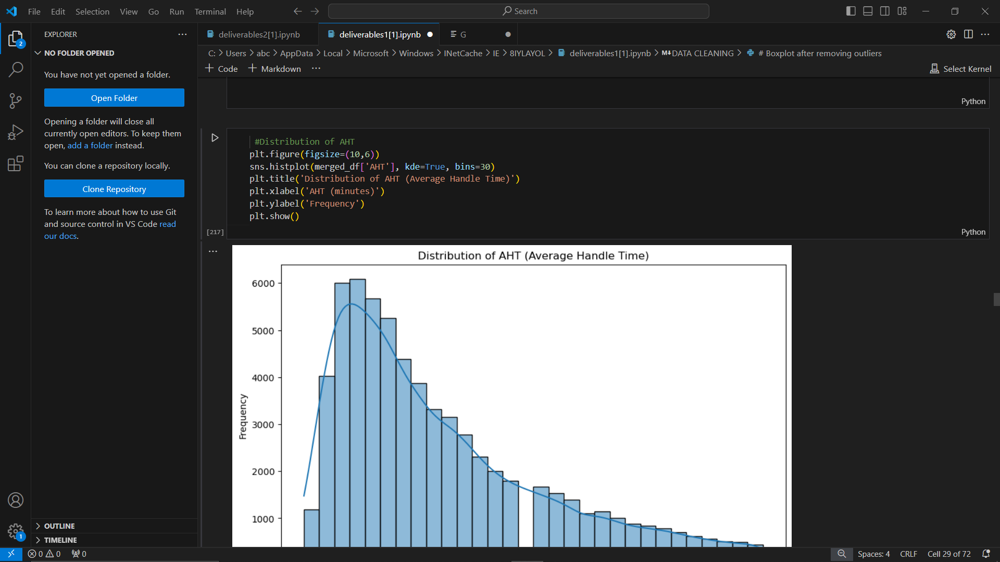 File Edit Selection View Go Run Terminal Help
Search
EXPLORER
2
NO FOLDER OPENED
You have not yet opened a folder.
Open Folder
Opening a folder will close all
currently open editors. To keep them
open, add a folder instead.
You can clone a repository locally.
Clone Repository
To learn more about how to use Git
and source control in VS Code read
our docs.
OUTLINE
TIMELINE
1
deliverables2[1].ipynb
deliverables1[1].ipynb
G
C: > Users > abc > AppData > Local > Microsoft > Windows > INetCache > IE > 8IYLAYOL > deliverables1[1].ipynb > M↓DATA CLEANING > # Boxplot after removing outliers
+ Code + Markdown ...
Select Kernel
Python
#Distribution of AHT
plt.figure(figsize=(10,6))
sns.histplot(merged_df['AHT'], kde=True, bins=30)
plt.title('Distribution of AHT (Average Handle Time)')
plt.xlabel('AHT (minutes)')
plt.ylabel('Frequency')
plt.show()
[217]
Python
Distribution of AHT (Average Handle Time)
6000
5000
4000
3000
2000
1000
Frequency
0 0 0
Spaces: 4 CRLF Cell 29 of 72